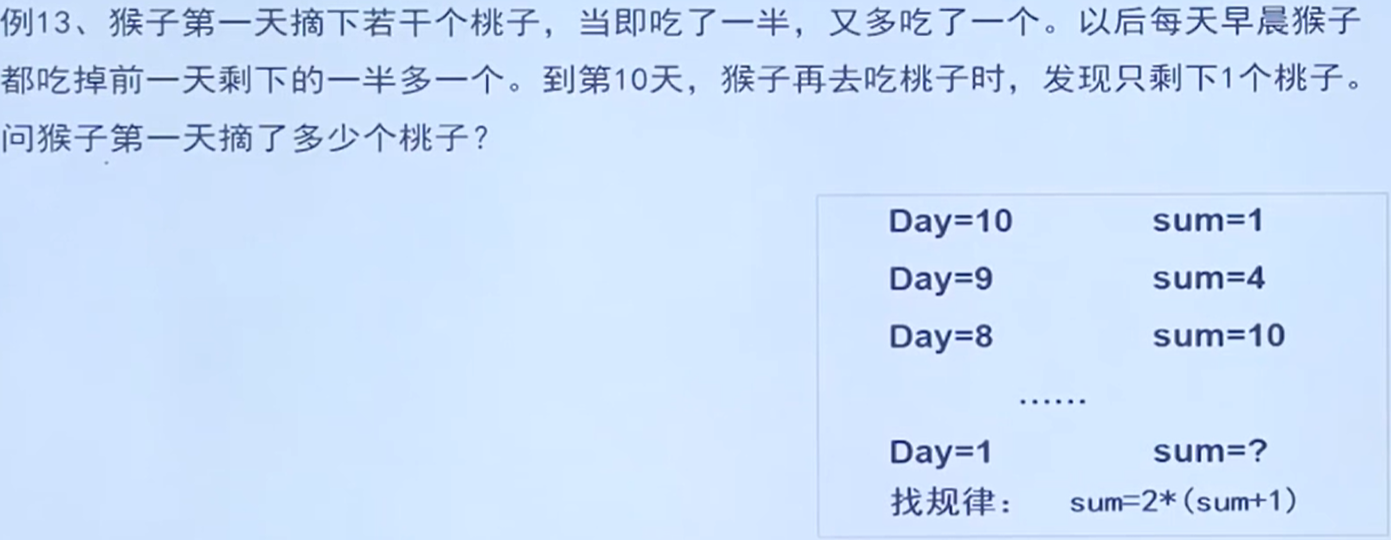 例13、猴子第一天摘下若干个桃子，当即吃了一半，又多吃了一个。以后每天早晨猴子
都吃掉前一天剩下的一半多一个。到第10天，猴子再去吃桃子时，发现只剩下1个桃子。
问猴子第一天摘了多少个桃子？
Day=10 sum=1
Day=9 sum=4
Day=8 sum=10
......
Day=1 sum=?
找规律： sum=2*(sum+1)